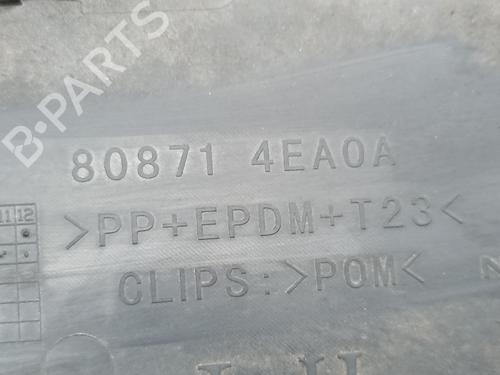 B-PARTS
80871 4EA0A
11 12
>PP+EPDM+T23<
CLIPS:>POM<